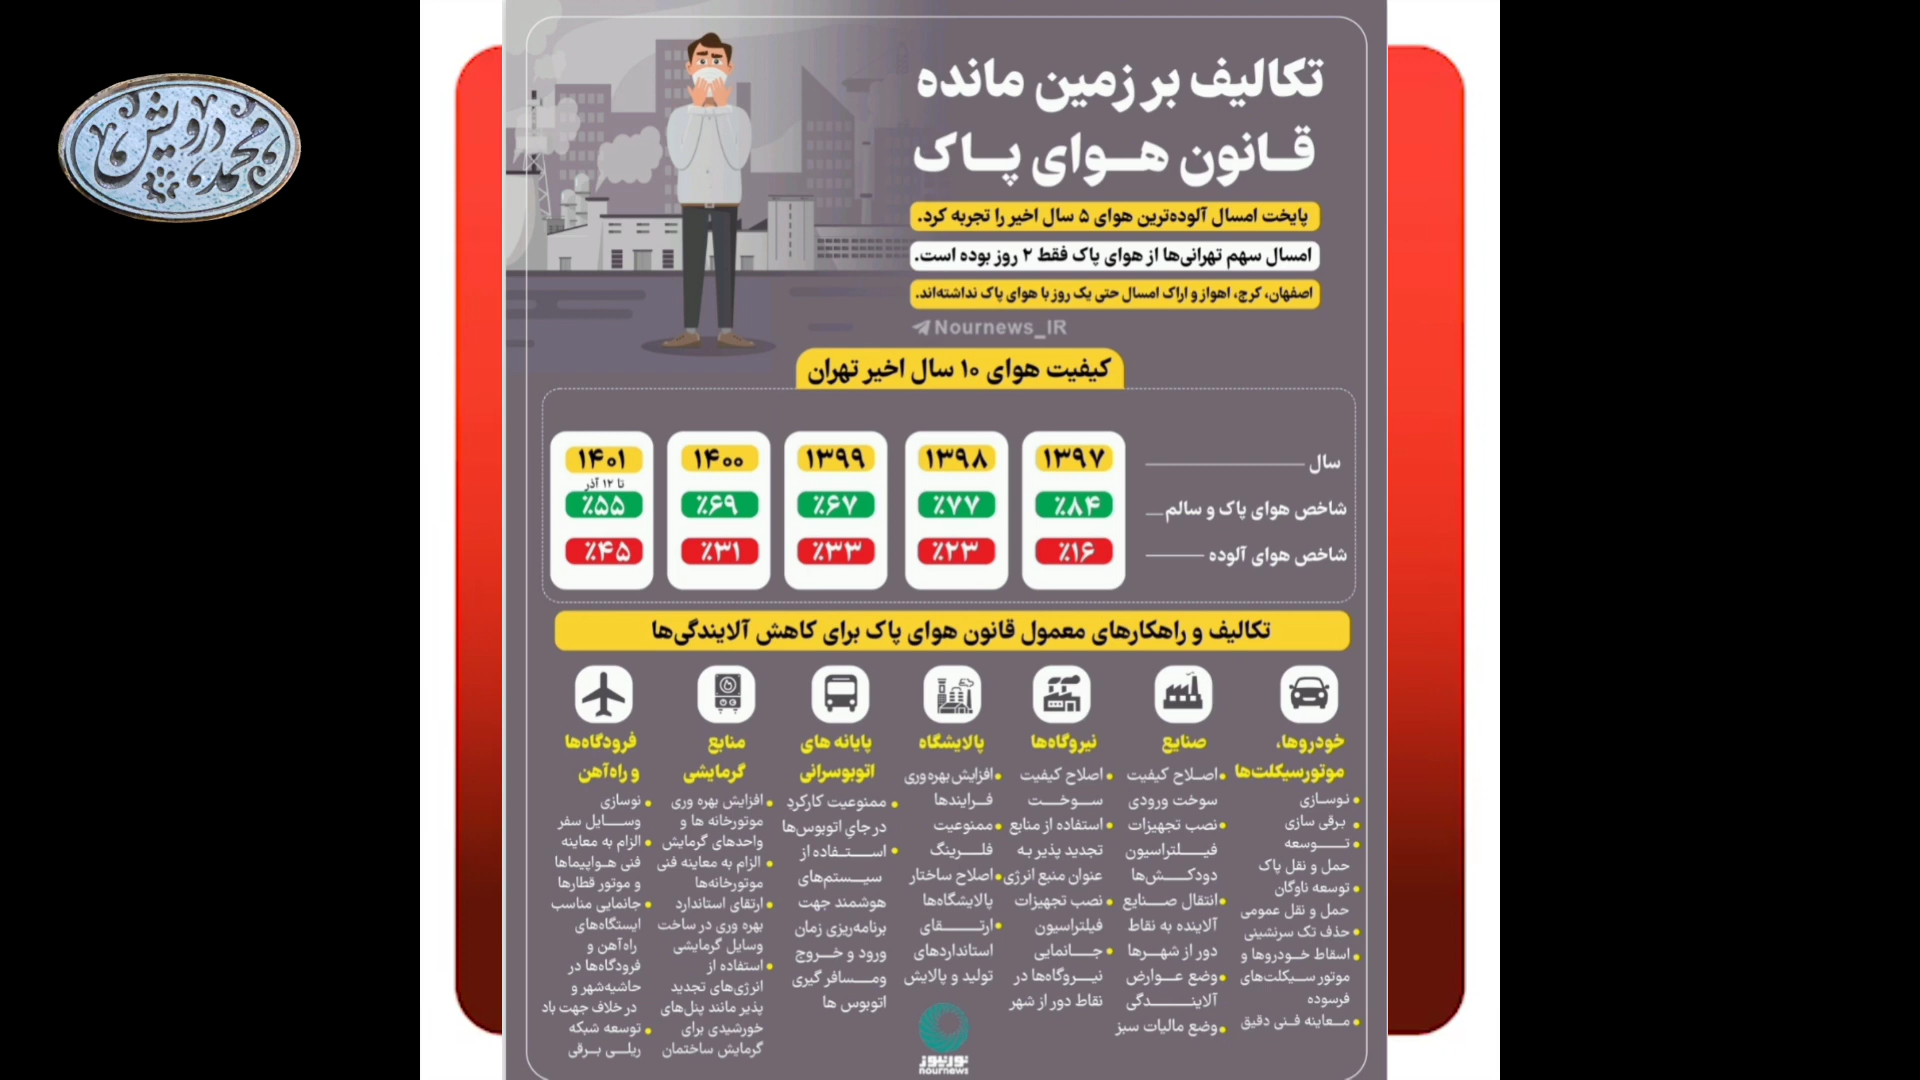 محمد درویش
تکالیف بر زمین مانده
قانون هوای پاک
پایخت امسال آلوده‌ترین هوای ۵ سال اخیر را تجربه کرد.
امسال سهم تهرانی‌ها از هوای پاک فقط ۲ روز بوده است.
اصفهان، کرج، اهواز و اراک امسال حتی یک روز با هوای پاک نداشته‌اند.
Nournews_IR
کیفیت هوای ۱۰ سال اخیر تهران
سال
۱۳۹۷ ۱۳۹۸ ۱۳۹۹ ۱۴۰۰ ۱۴۰۱
تا ۱۲ آذر
شاخص هوای پاک و سالم
٪۸۴ ٪۷۷ ٪۶۷ ٪۶۹ ٪۵۵
شاخص هوای آلوده
٪۱۶ ٪۲۳ ٪۳۳ ٪۳۱ ٪۴۵
تکالیف و راهکارهای معمول قانون هوای پاک برای کاهش آلایندگی‌ها
خودروها،
موتورسیکلت‌ها
• نوسازی
• برقی سازی
• توسعه
حمل و نقل پاک
• توسعه ناوگان
حمل و نقل عمومی
• حذف تک سرنشینی
• اسقاط خودروها و
موتور سیکلت‌های
فرسوده
• معاینه فنی دقیق
صنایع
• اصلاح کیفیت
سوخت ورودی
• نصب تجهیزات
فیلتراسیون
دودکش‌ها
• انتقال صنایع
آلاینده به نقاط
دور از شهرها
• وضع عوارض
آلایندگی
• وضع مالیات سبز
نیروگاه‌ها
• اصلاح کیفیت
سوخت
• استفاده از منابع
تجدید پذیر به
عنوان منبع انرژی
• نصب تجهیزات
فیلتراسیون
• جانمایی
نیروگاه‌ها در
نقاط دور از شهر
پالایشگاه
• افزایش بهره‌وری
فرایندها
• ممنوعیت
فلرینگ
• اصلاح ساختار
پالایشگاه‌ها
• ارتقای
استانداردهای
تولید و پالایش
پایانه های
اتوبوسرانی
• ممنوعیت کارکردِ
در جایِ اتوبوس‌ها
• استفاده از
سیستم‌های
هوشمند جهت
برنامه‌ریزی زمان
ورود و خروج
ومسافر گیری
اتوبوس ها
منابع
گرمایشی
• افزایش بهره وری
موتورخانه ها و
واحدهای گرمایش
• الزام به معاینه فنی
موتورخانه‌ها
• ارتقای استاندارد
بهره وری در ساخت
وسایل گرمایشی
• استفاده از
انرژی‌های تجدید
پذیر مانند پنل‌های
خورشیدی برای
گرمایش ساختمان
فرودگاه‌ها
و راه‌آهن
• نوسازی
وسایل سفر
• الزام به معاینه
فنی هواپیماها
و موتور قطارها
• جانمایی مناسب
ایستگاه‌های
راه‌آهن و
فرودگاه‌ها در
حاشیه‌شهر و
در خلاف جهت باد
• توسعه شبکه
ریلی برقی
نورنیوز
nournews